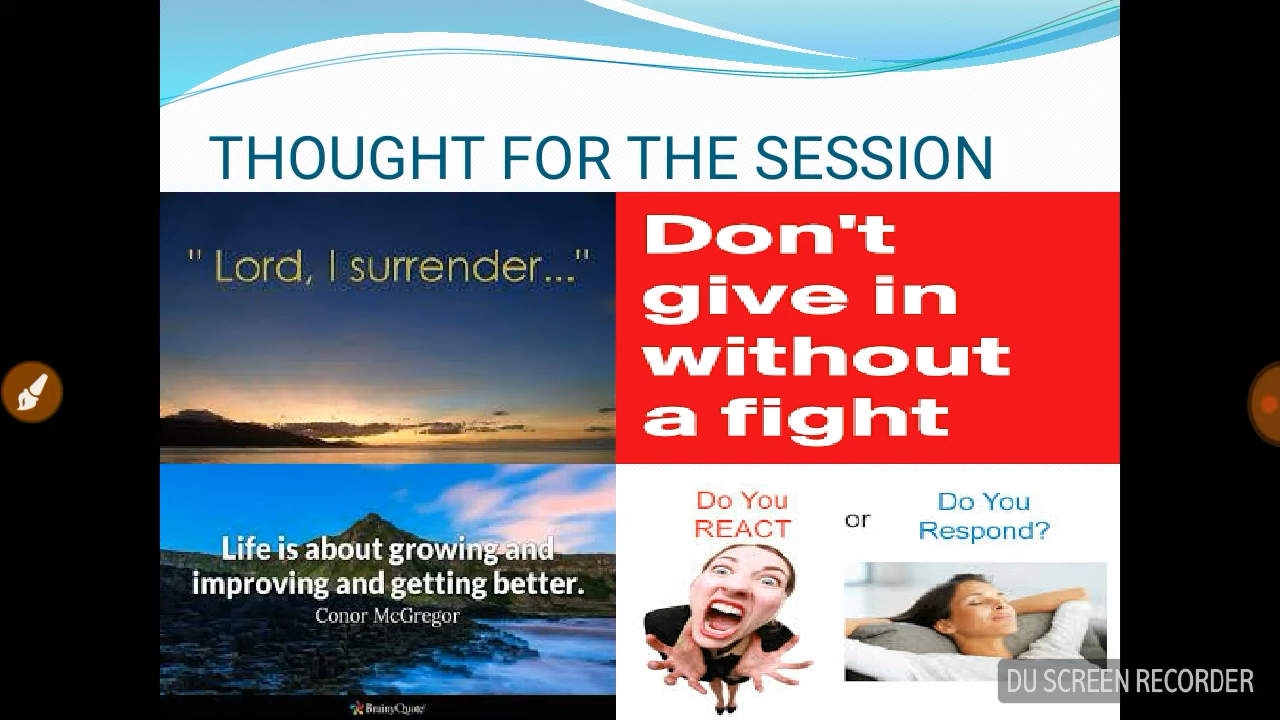 THOUGHT FOR THE SESSION
" Lord, I surrender..."
Don't
give in
without
a fight
Life is about growing and
improving and getting better.
Conor McGregor
BrainyQuote
Do You
REACT
or
Do You
Respond?
DU SCREEN RECORDER